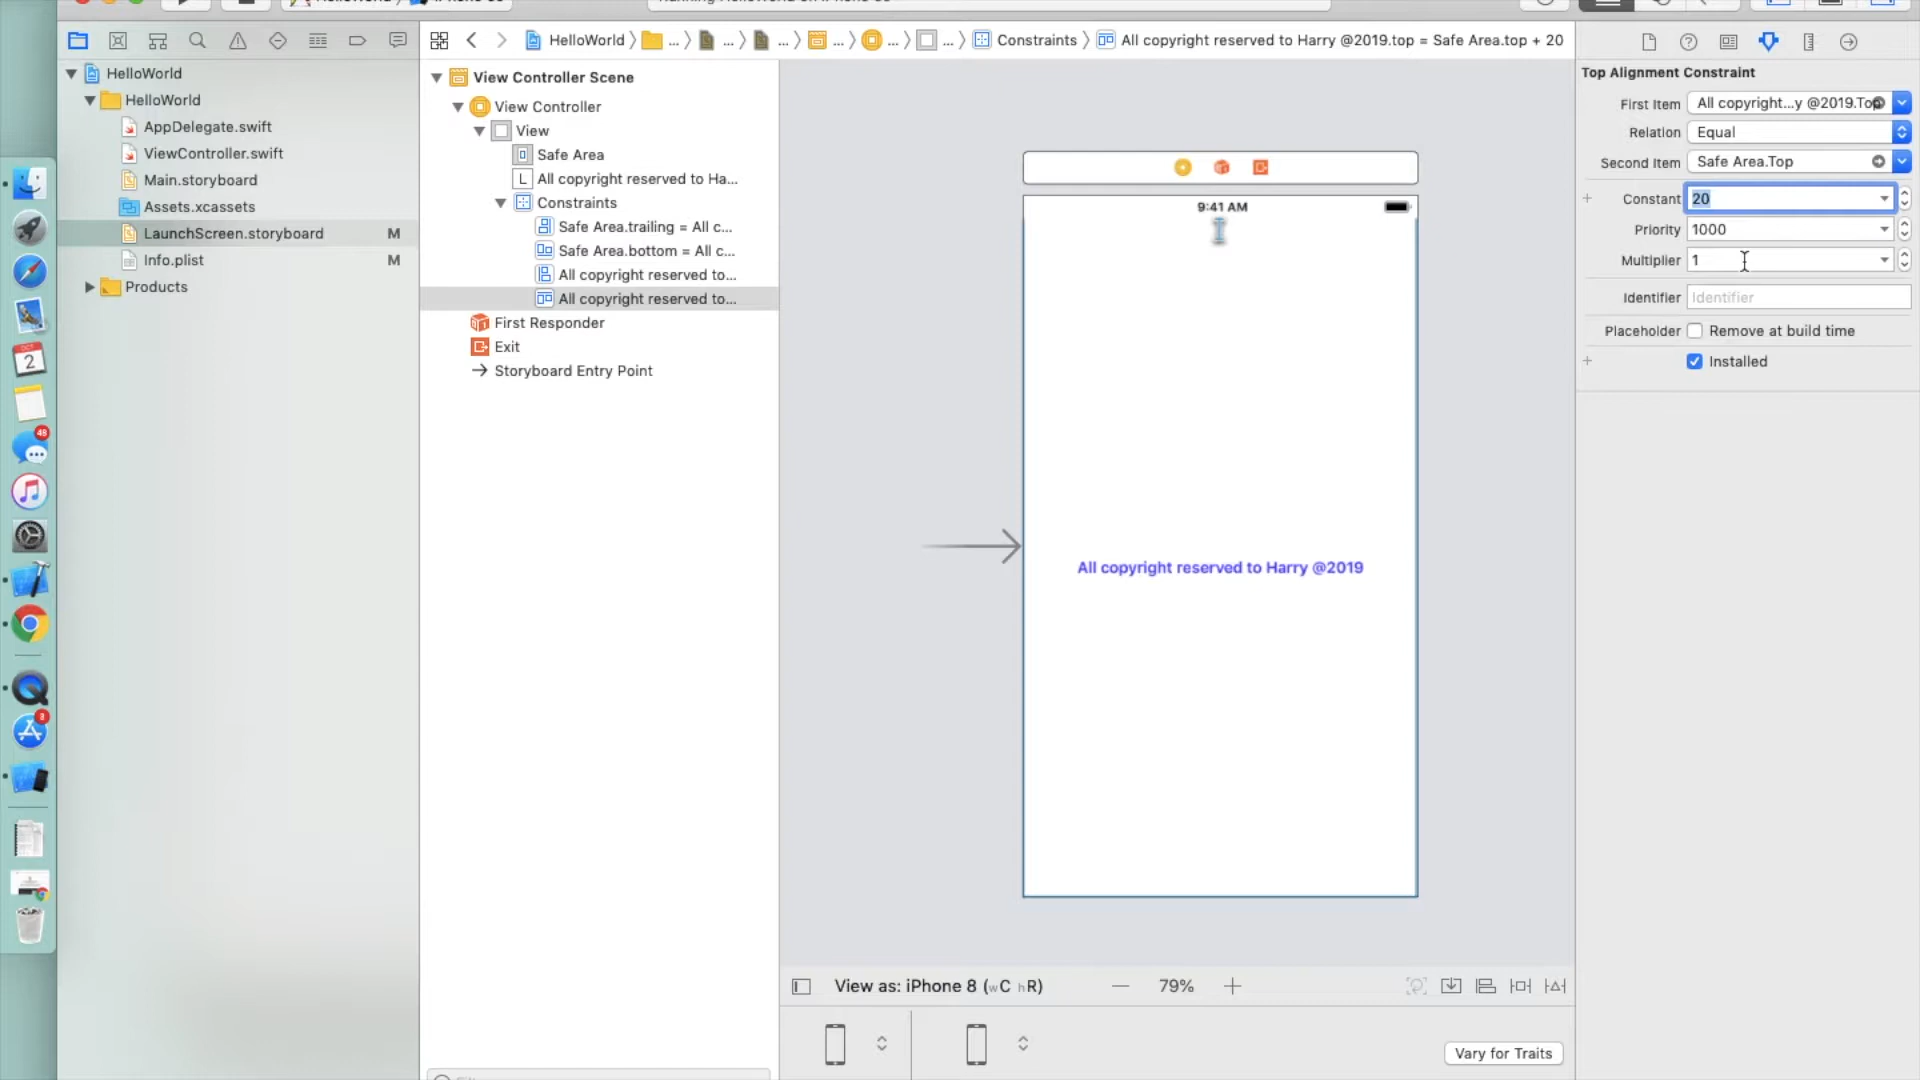 HelloWorld
HelloWorld
AppDelegate.swift
ViewController.swift
Main.storyboard
Assets.xcassets
LaunchScreen.storyboard M
Info.plist M
Products
OCT
2
49
8
HelloWorld ... ... ... ... ... ... Constraints All copyright reserved to Harry @2019.top = Safe Area.top + 20
View Controller Scene
View Controller
View
Safe Area
L All copyright reserved to Ha...
Constraints
Safe Area.trailing = All c...
Safe Area.bottom = All c...
All copyright reserved to...
All copyright reserved to...
First Responder
Exit
Storyboard Entry Point
9:41 AM
All copyright reserved to Harry @2019
View as: iPhone 8 (wC hR)
79%
Vary for Traits
Top Alignment Constraint
First Item All copyright...y @2019.Top
Relation Equal
Second Item Safe Area.Top
Constant 20
Priority 1000
Multiplier 1
Identifier Identifier
Placeholder Remove at build time
Installed